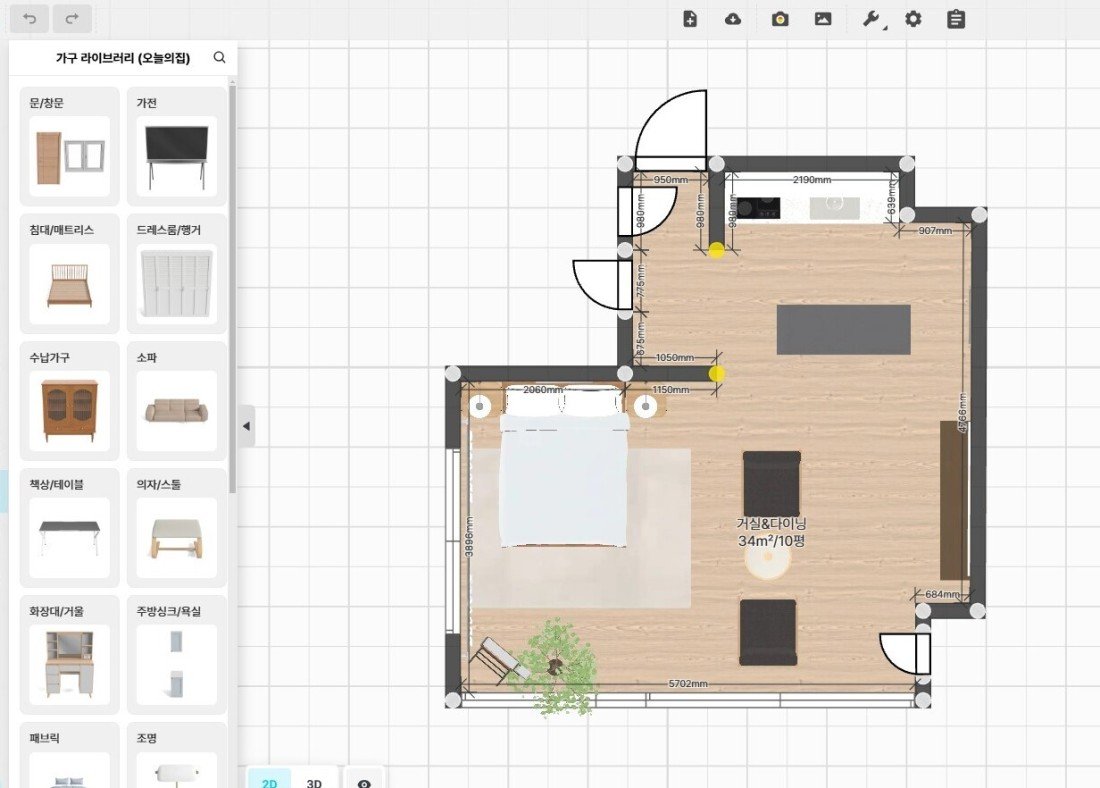 가구 라이브러리 (오늘의집)
문/창문
가전
침대/매트리스
드레스룸/행거
수납가구
소파
책상/테이블
의자/스툴
화장대/거울
주방싱크/욕실
패브릭
조명
950mm
2190mm
980mm
980mm
980mm
639mm
907mm
775mm
675mm
1050mm
2060mm
1150mm
4766mm
3896mm
거실&다이닝
34m²/10평
684mm
5702mm
2D
3D